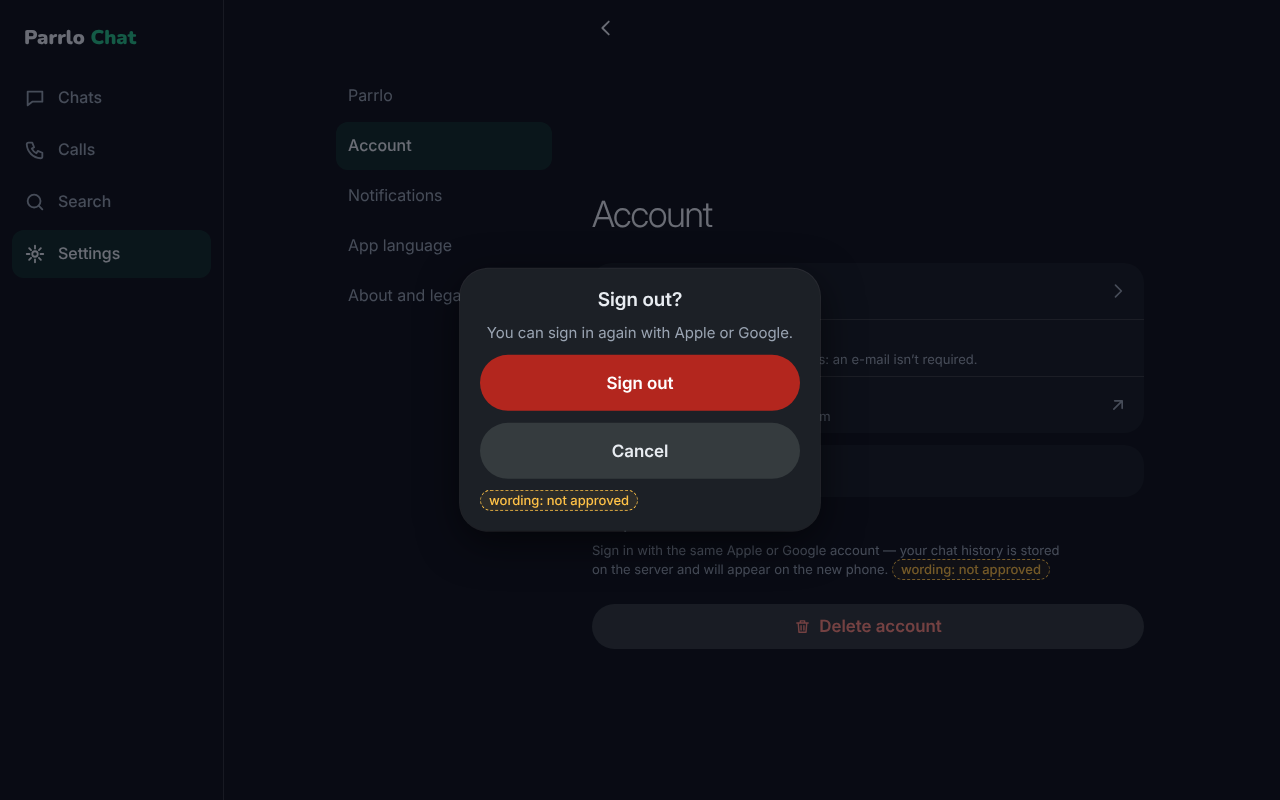 Parrlo Chat
Chats
Calls
Search
Settings
Parrlo
Account
Notifications
App language
About and lega
Account
an e-mail isn't required.
Sign out?
You can sign in again with Apple or Google.
Sign out
Cancel
wording: not approved
Sign in with the same Apple or Google account — your chat history is stored
on the server and will appear on the new phone. wording: not approved
Delete account